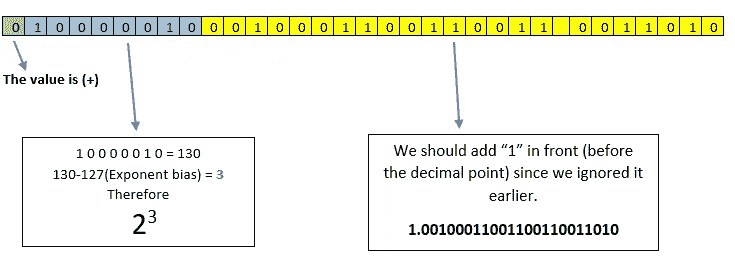 0 1 0 0 0 0 0 1 0 0 0 1 0 0 0 1 1 0 0 1 1 0 0 1 1 0 0 1 1 0 1 0
The value is (+)
1 0 0 0 0 0 1 0 = 130
130-127(Exponent bias) = 3
Therefore
2³
We should add “1” in front (before
the decimal point) since we ignored it
earlier.
1.00100011001100110011010